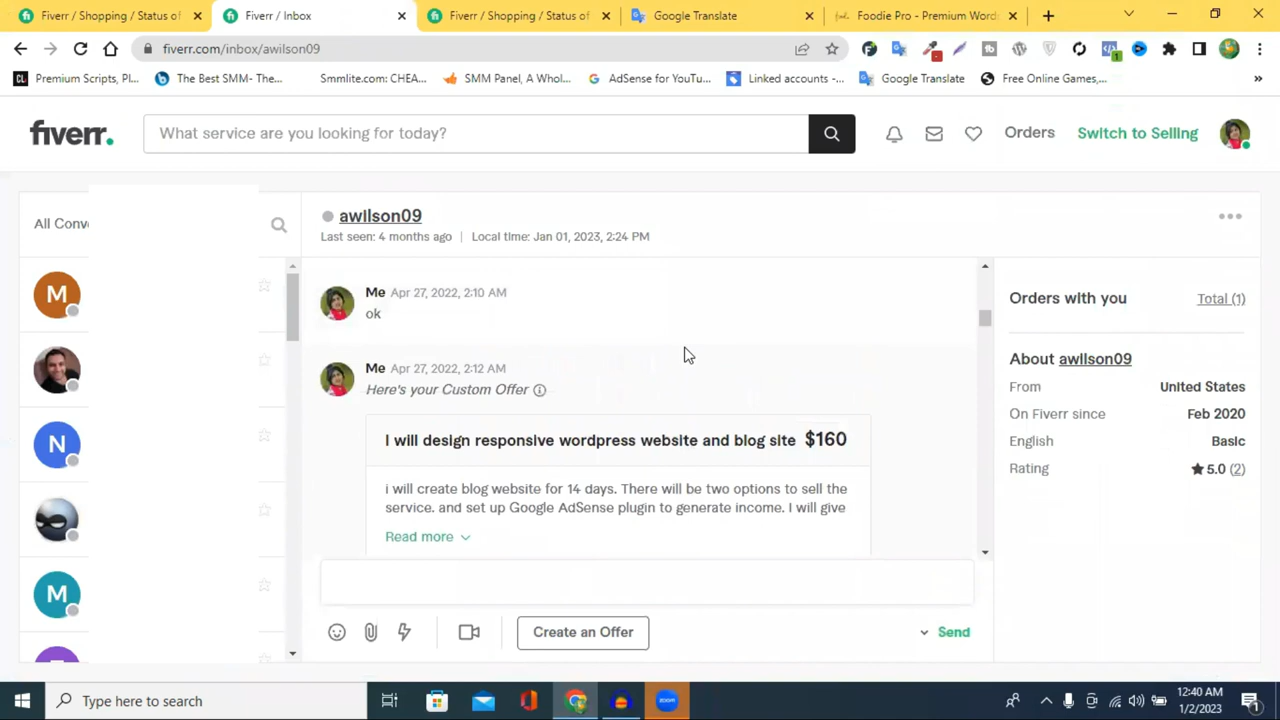 Fiverr / Shopping / Status of
Fiverr / Inbox
Fiverr / Shopping / Status of
Google Translate
Foodie Pro - Premium Word
fiverr.com/inbox/awilson09
1
CL
Premium Scripts, Pl...
The Best SMM- The...
Smmlite.com: CHEA...
SMM Panel, A Whol...
AdSense for YouTu...
Linked accounts -...
Google Translate
Free Online Games,...
fiverr.
What service are you looking for today?
Orders
Switch to Selling
All Conv
awilson09
Last seen: 4 months ago | Local time: Jan 01, 2023, 2:24 PM
M
N
M
Me Apr 27, 2022, 2:10 AM
ok
Me Apr 27, 2022, 2:12 AM
Here's your Custom Offer
I will design responsive wordpress website and blog site $160
i will create blog website for 14 days. There will be two options to sell the
service. and set up Google AdSense plugin to generate income. I will give
Read more
Create an Offer
Send
Orders with you Total (1)
About awilson09
From United States
On Fiverr since Feb 2020
English Basic
Rating 5.0 (2)
Type here to search
zoom
12:40 AM
1/2/2023
1